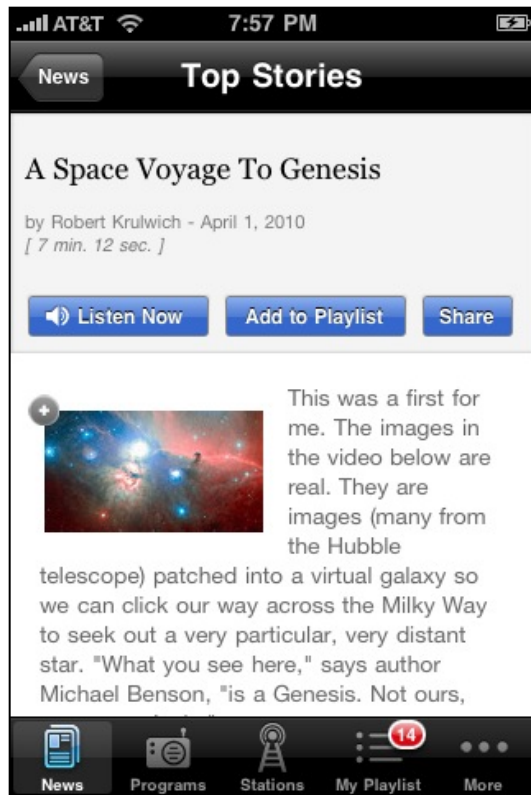 AT&T 7:57 PM
News Top Stories
A Space Voyage To Genesis
by Robert Krulwich - April 1, 2010
[ 7 min. 12 sec. ]
Listen Now Add to Playlist Share
This was a first for
me. The images in
the video below are
real. They are
images (many from
the Hubble
telescope) patched into a virtual galaxy so
we can click our way across the Milky Way
to seek out a very particular, very distant
star. "What you see here," says author
Michael Benson, "is a Genesis. Not ours,
14
News Programs Stations My Playlist More